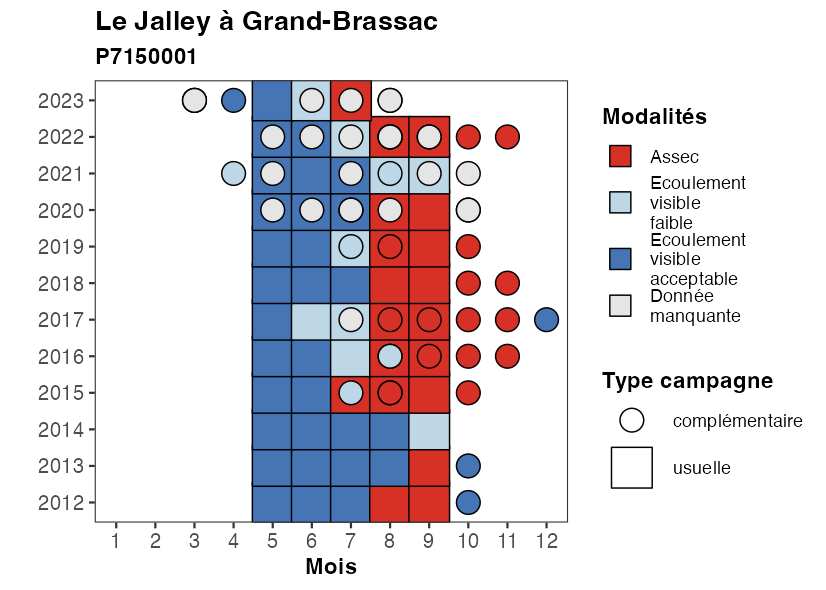 Le Jalley à Grand-Brassac
P7150001
2023
2022
2021
2020
2019
2018
2017
2016
2015
2014
2013
2012
1 2 3 4 5 6 7 8 9 10 11 12
Mois
Modalités
Assec
Ecoulement
visible
faible
Ecoulement
visible
acceptable
Donnée
manquante
Type campagne
complémentaire
usuelle